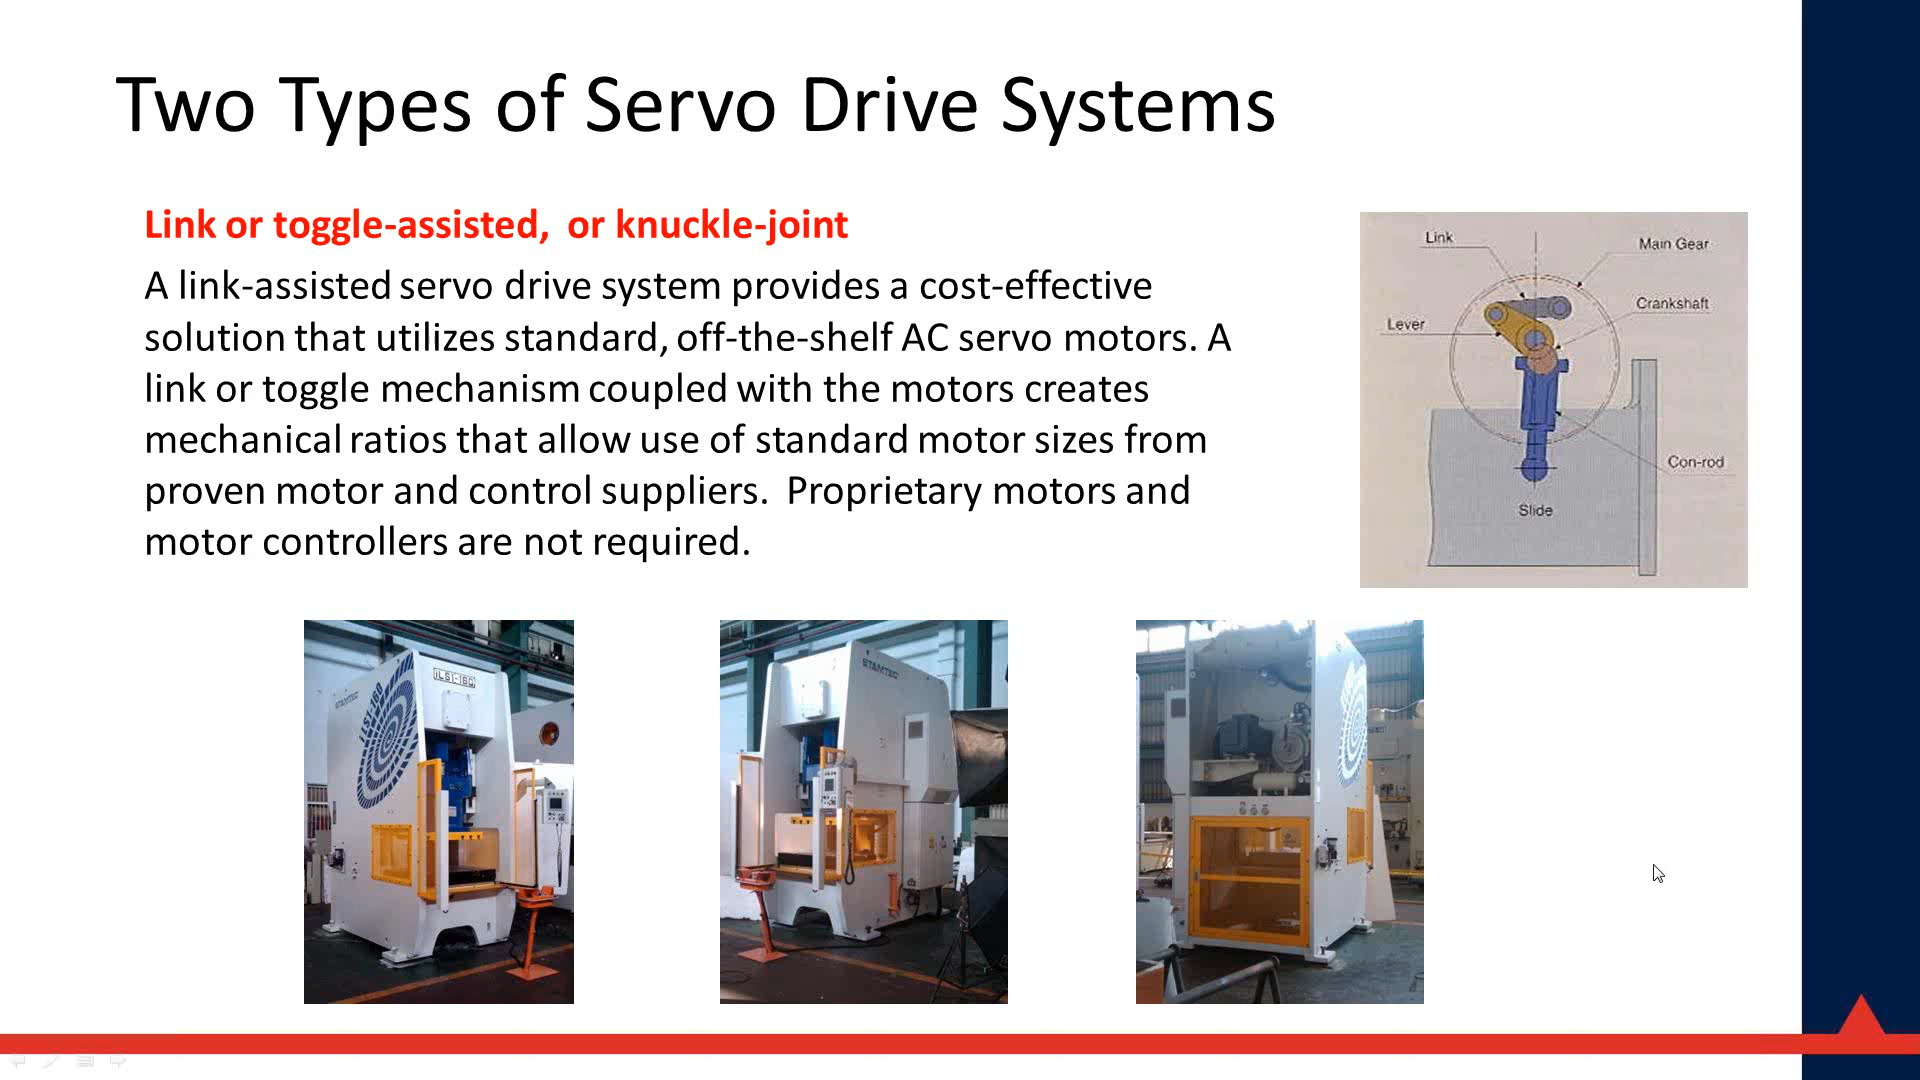 Two Types of Servo Drive Systems
Link or toggle-assisted,  or knuckle-joint
A link-assisted servo drive system provides a cost-effective
solution that utilizes standard, off-the-shelf AC servo motors. A
link or toggle mechanism coupled with the motors creates
mechanical ratios that allow use of standard motor sizes from
proven motor and control suppliers.  Proprietary motors and
motor controllers are not required.
Link
Main Gear
Crankshaft
Lever
Con-rod
Slide
STAMTEC
STAMTEC